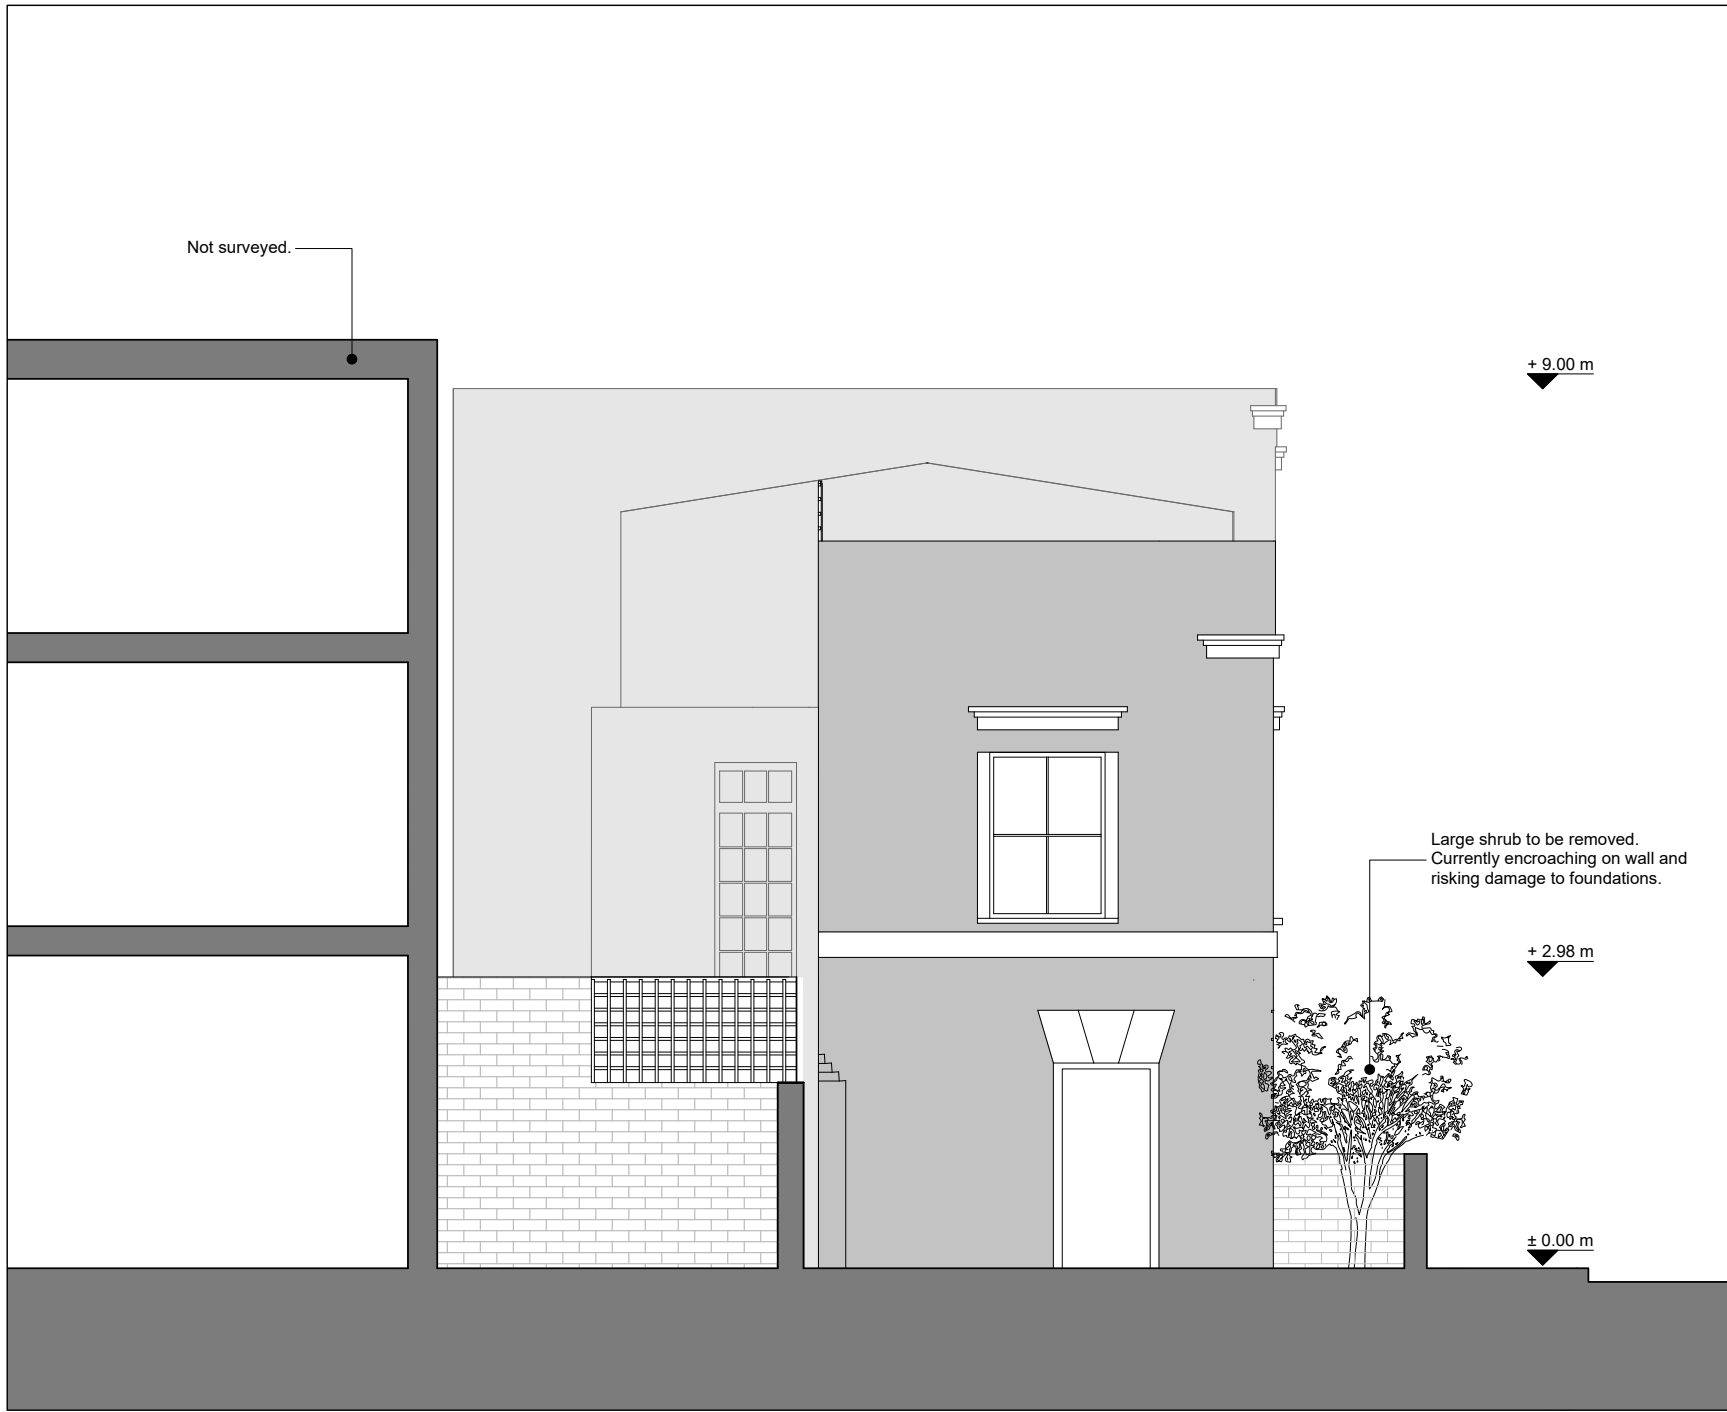 Not surveyed.
+ 9.00 m
Large shrub to be removed.
Currently encroaching on wall and
risking damage to foundations.
+ 2.98 m
± 0.00 m